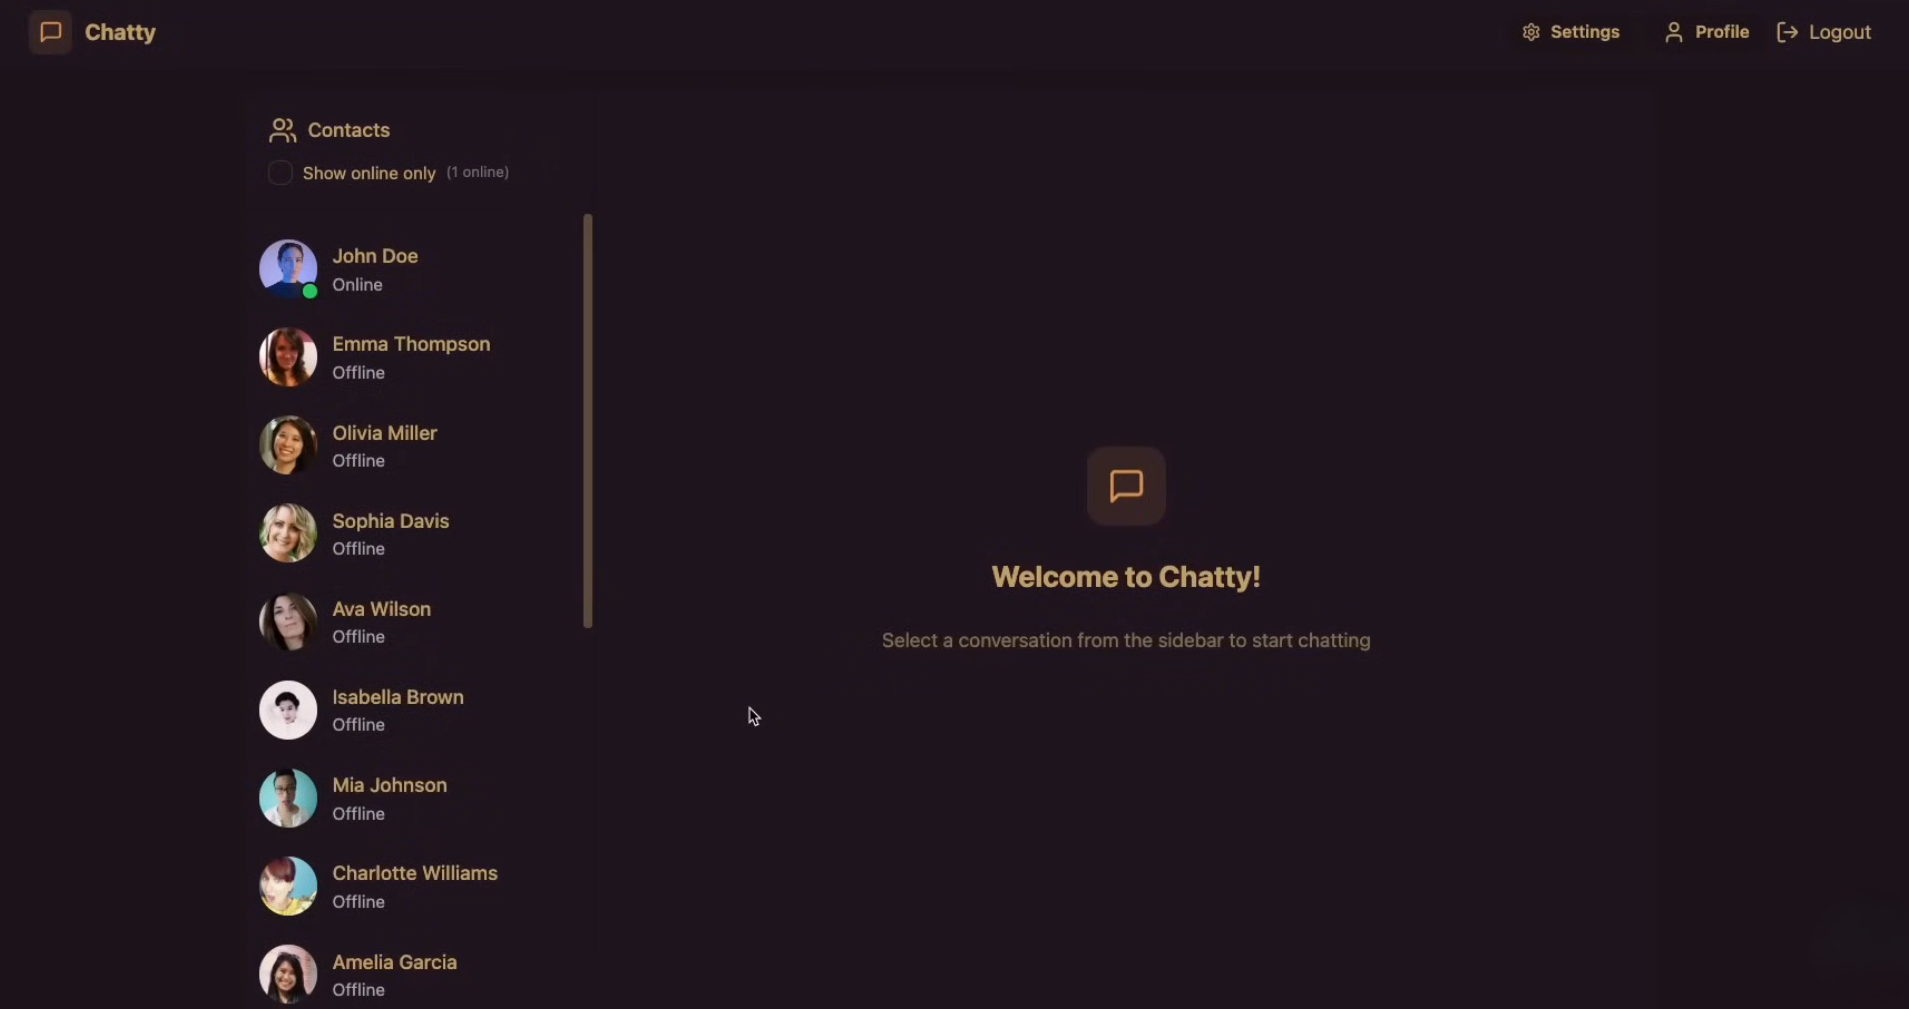 Chatty
Settings
Profile
Logout
Contacts
Show online only (1 online)
John Doe
Online
Emma Thompson
Offline
Olivia Miller
Offline
Sophia Davis
Offline
Ava Wilson
Offline
Isabella Brown
Offline
Mia Johnson
Offline
Charlotte Williams
Offline
Amelia Garcia
Offline
Welcome to Chatty!
Select a conversation from the sidebar to start chatting